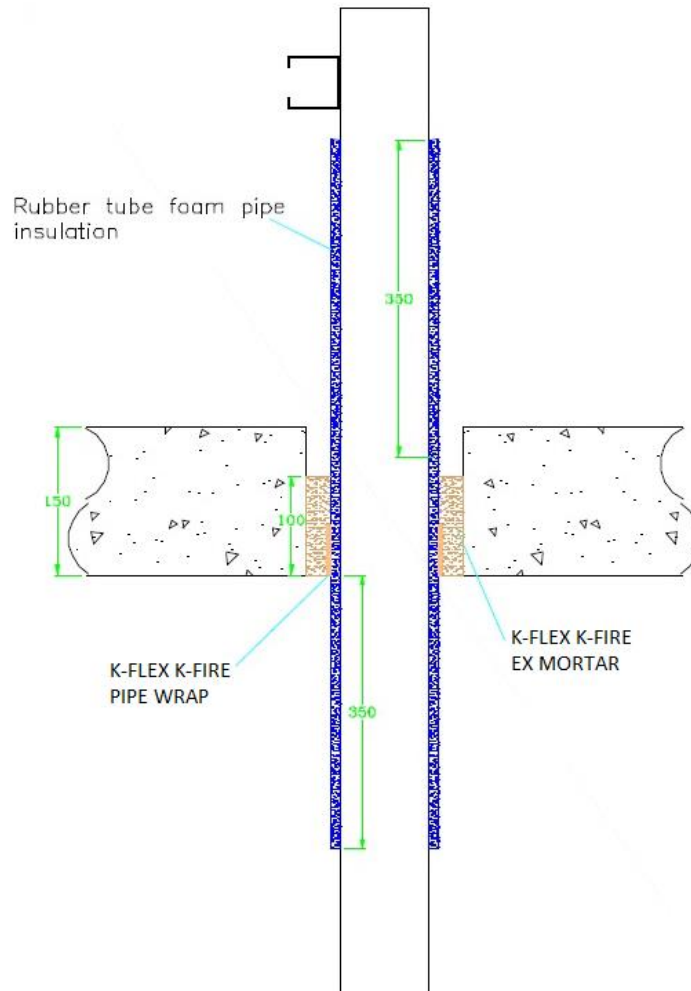 Rubber tube foam pipe
insulation
350
150
100
K-FLEX K-FIRE
EX MORTAR
K-FLEX K-FIRE
PIPE WRAP
350